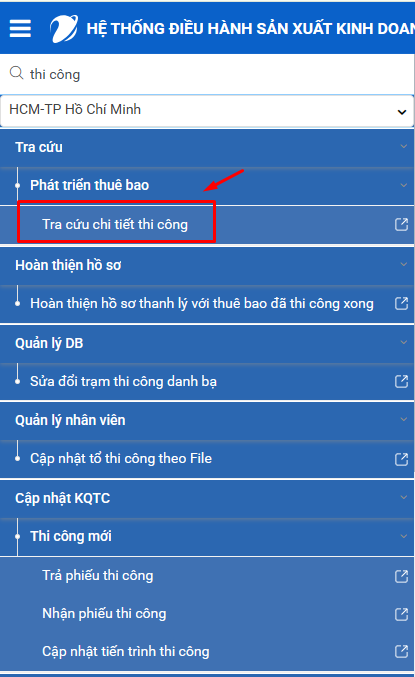 HỆ THỐNG ĐIỀU HÀNH SẢN XUẤT KINH DOAN
thi công
HCM-TP Hồ Chí Minh
Tra cứu
Phát triển thuê bao
Tra cứu chi tiết thi công
Hoàn thiện hồ sơ
Hoàn thiện hồ sơ thanh lý với thuê bao đã thi công xong
Quản lý DB
Sửa đổi trạm thi công danh bạ
Quản lý nhân viên
Cập nhật tổ thi công theo File
Cập nhật KQTC
Thi công mới
Trả phiếu thi công
Nhận phiếu thi công
Cập nhật tiến trình thi công